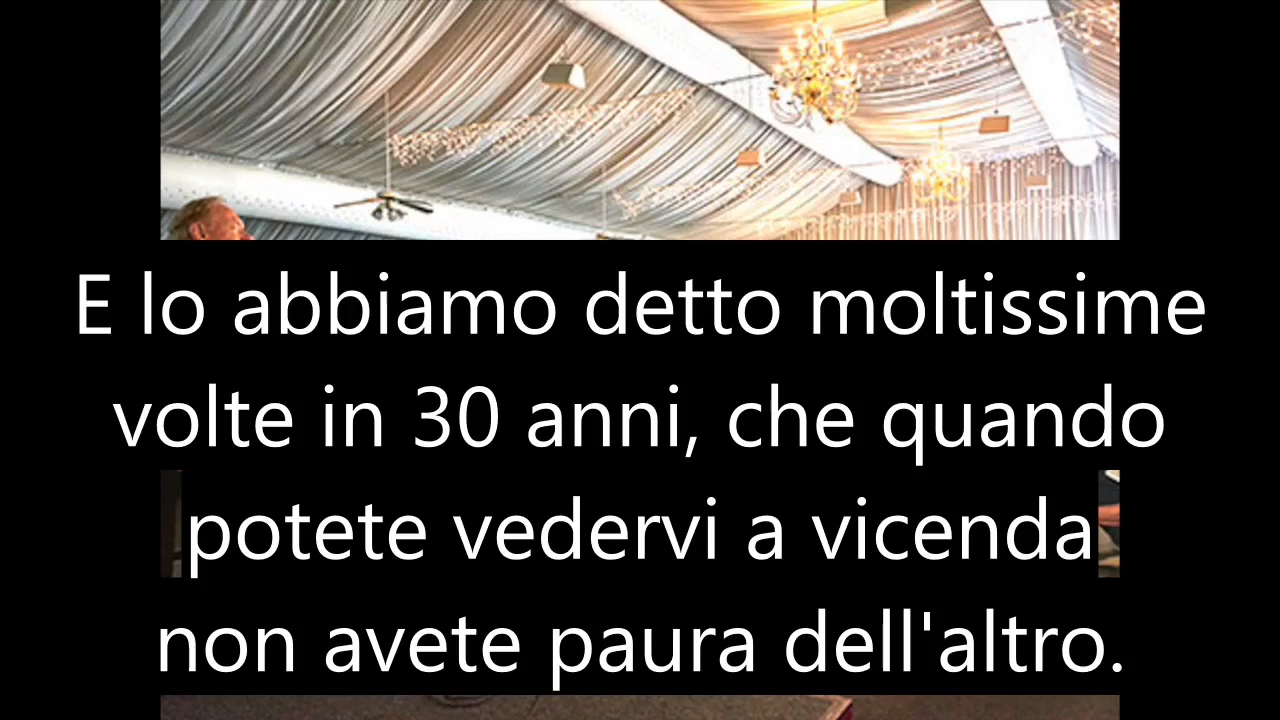 E lo abbiamo detto moltissime
volte in 30 anni, che quando
potete vedervi a vicenda
non avete paura dell'altro.